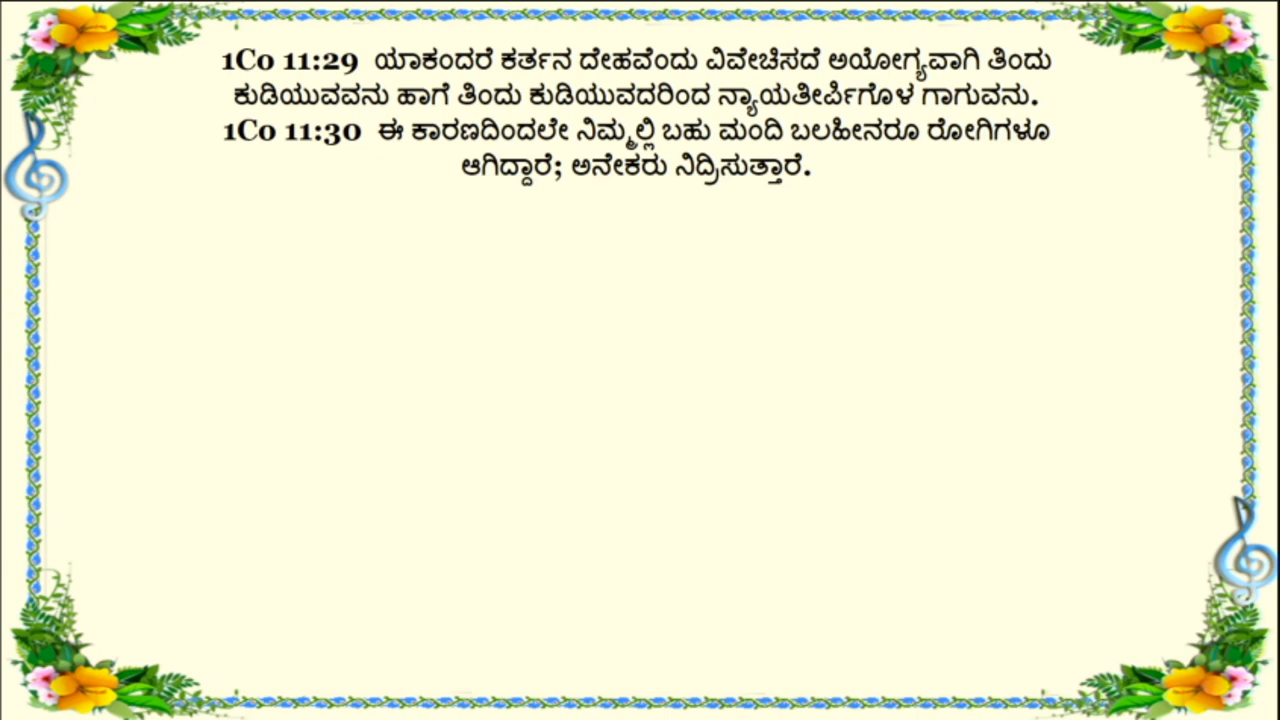 1Co 11:29 ಯಾಕಂದರೆ ಕರ್ತನ ದೇಹವೆಂದು ವಿವೇಚಿಸದೆ ಅಯೋಗ್ಯವಾಗಿ ತಿಂದು
ಕುಡಿಯುವವನು ಹಾಗೆ ತಿಂದು ಕುಡಿಯುವದರಿಂದ ನ್ಯಾಯತೀರ್ಪಿಗೊಳ ಗಾಗುವನು.
1Co 11:30 ಈ ಕಾರಣದಿಂದಲೇ ನಿಮ್ಮಲ್ಲಿ ಬಹು ಮಂದಿ ಬಲಹೀನರೂ ರೋಗಿಗಳೂ
ಆಗಿದ್ದಾರೆ; ಅನೇಕರು ನಿದ್ರಿಸುತ್ತಾರೆ.